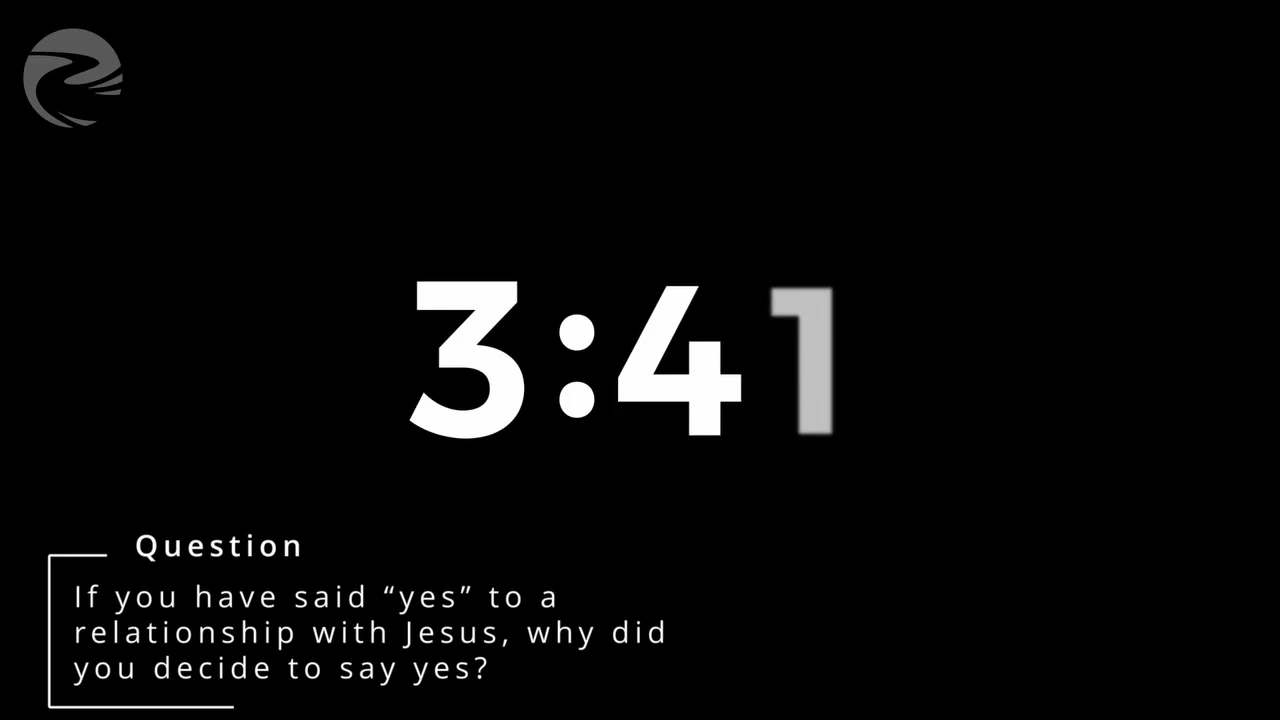 3:41
Question
If you have said “yes” to a
relationship with Jesus, why did
you decide to say yes?